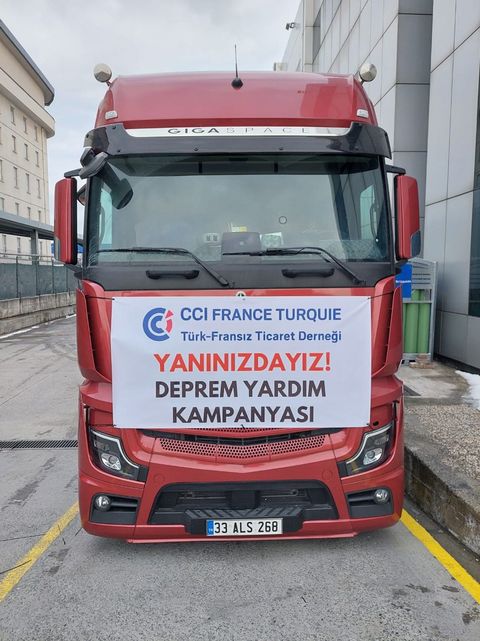 GIGASPACE
CCI FRANCE TURQUIE
Türk-Fransız Ticaret Derneği
YANINIZDAYIZ!
DEPREM YARDIM
KAMPANYASI
33 ALS 268